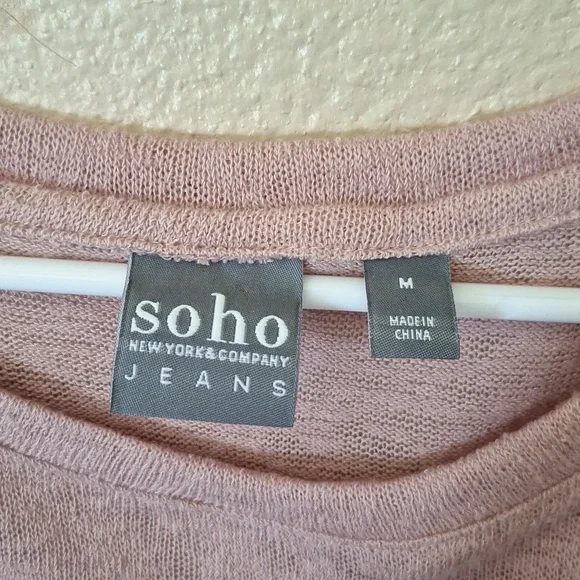 soho
NEW YORK & COMPANY
JEANS
M
MADE IN
CHINA